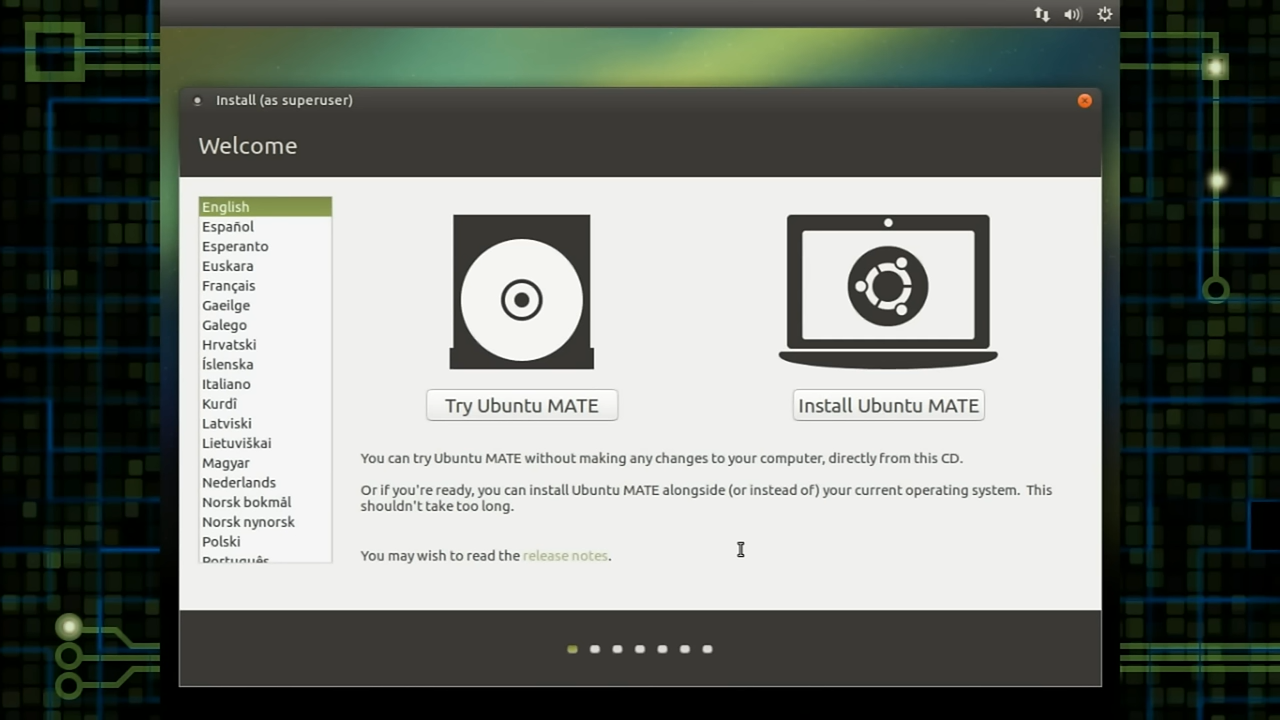 Install (as superuser)
Welcome
English
Español
Esperanto
Euskara
Français
Gaeilge
Galego
Hrvatski
Íslenska
Italiano
Kurdî
Latviski
Lietuviškai
Magyar
Nederlands
Norsk bokmål
Norsk nynorsk
Polski
Português
Try Ubuntu MATE
Install Ubuntu MATE
You can try Ubuntu MATE without making any changes to your computer, directly from this CD.
Or if you're ready, you can install Ubuntu MATE alongside (or instead of) your current operating system.  This
shouldn't take too long.
You may wish to read the release notes.